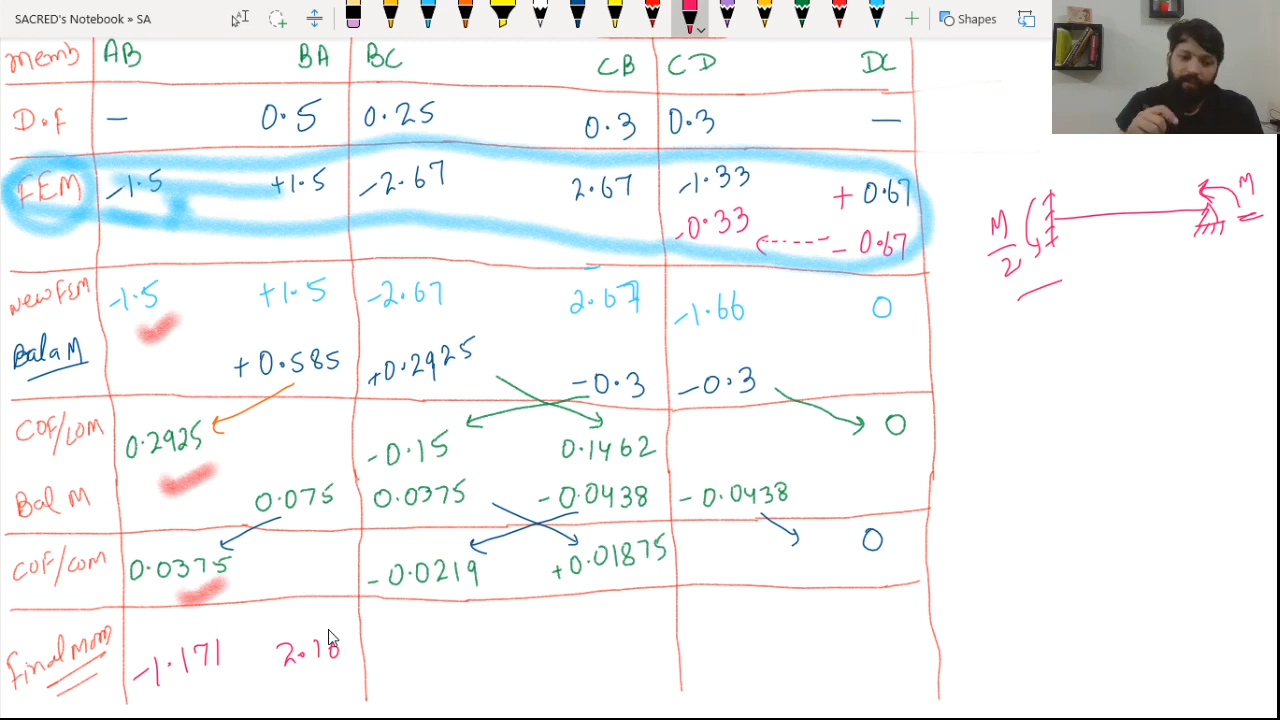 SACRED's Notebook » SA
Shapes
Memb AB BA BC CB CD DC
D.f — 0.5 0.25 0.3 0.3 —
FEM -1.5 +1.5 -2.67 2.67 -1.33 + 0.67
-0.33 - 0.67
M
M/2
New FEM -1.5 +1.5 -2.67 2.67 -1.66 0
Bala M +0.585 +0.2925 -0.3 -0.3
COF/COM 0.2925 -0.15 0.1462 0
Bal M 0.075 0.0375 -0.0438 -0.0438
COF/COM 0.0375 -0.0219 +0.01875 0
Final Mom -1.171 2.16